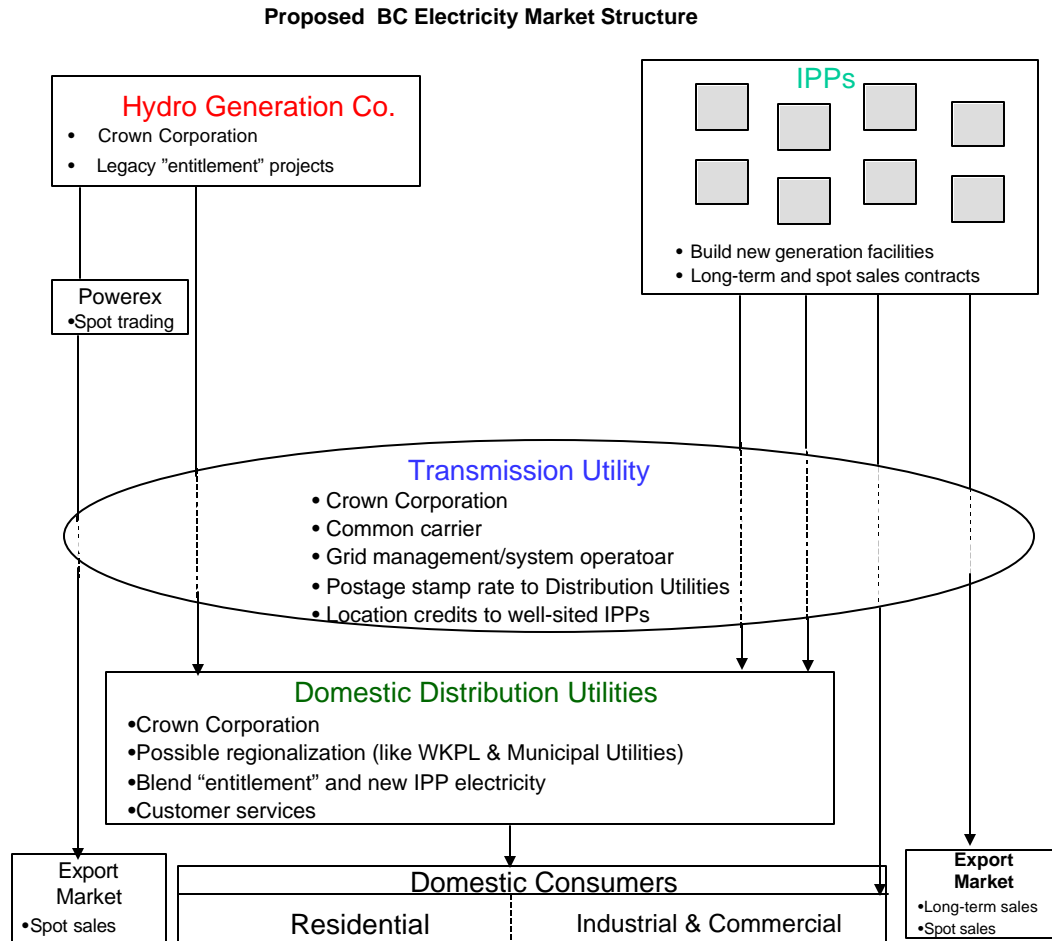 Proposed  BC Electricity Market Structure
Hydro Generation Co.
• Crown Corporation
• Legacy ”entitlement” projects
IPPs
• Build new generation facilities
• Long-term and spot sales contracts
Powerex
•Spot trading
Transmission Utility
• Crown Corporation
• Common carrier
• Grid management/system operatoar
• Postage stamp rate to Distribution Utilities
• Location credits to well-sited IPPs
Domestic Distribution Utilities
•Crown Corporation
•Possible regionalization (like WKPL & Municipal Utilities)
•Blend “entitlement” and new IPP electricity
•Customer services
Export
Market
•Spot sales
Domestic Consumers
Residential
Industrial & Commercial
Export
Market
•Long-term sales
•Spot sales